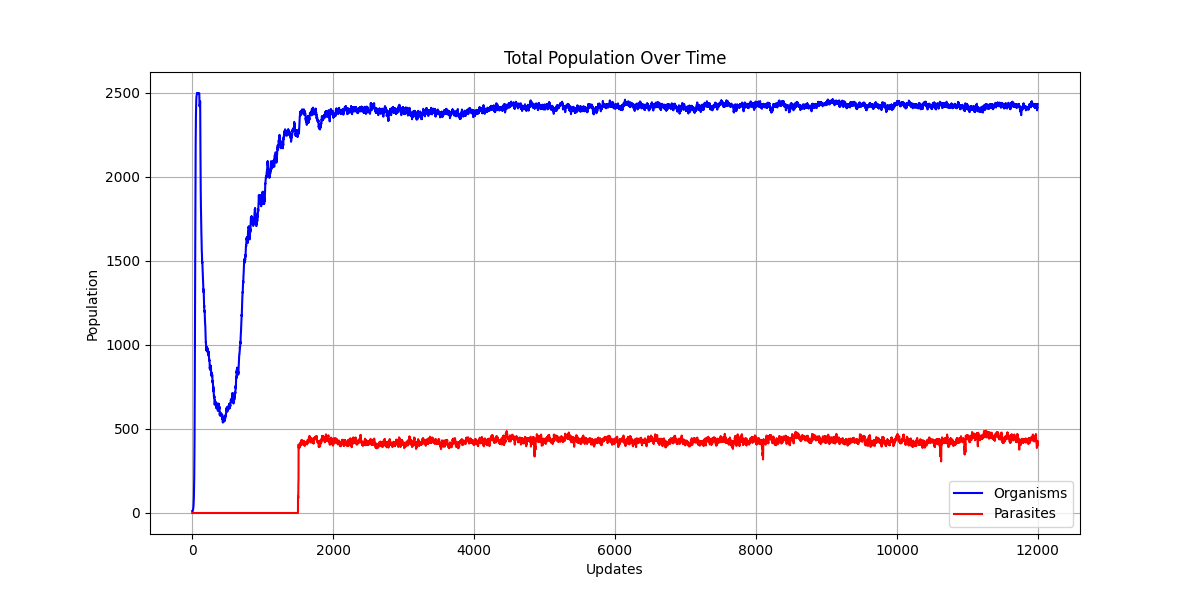 Total Population Over Time
Population
2500
2000
1500
1000
500
0
0 2000 4000 6000 8000 10000 12000
Updates
Organisms
Parasites